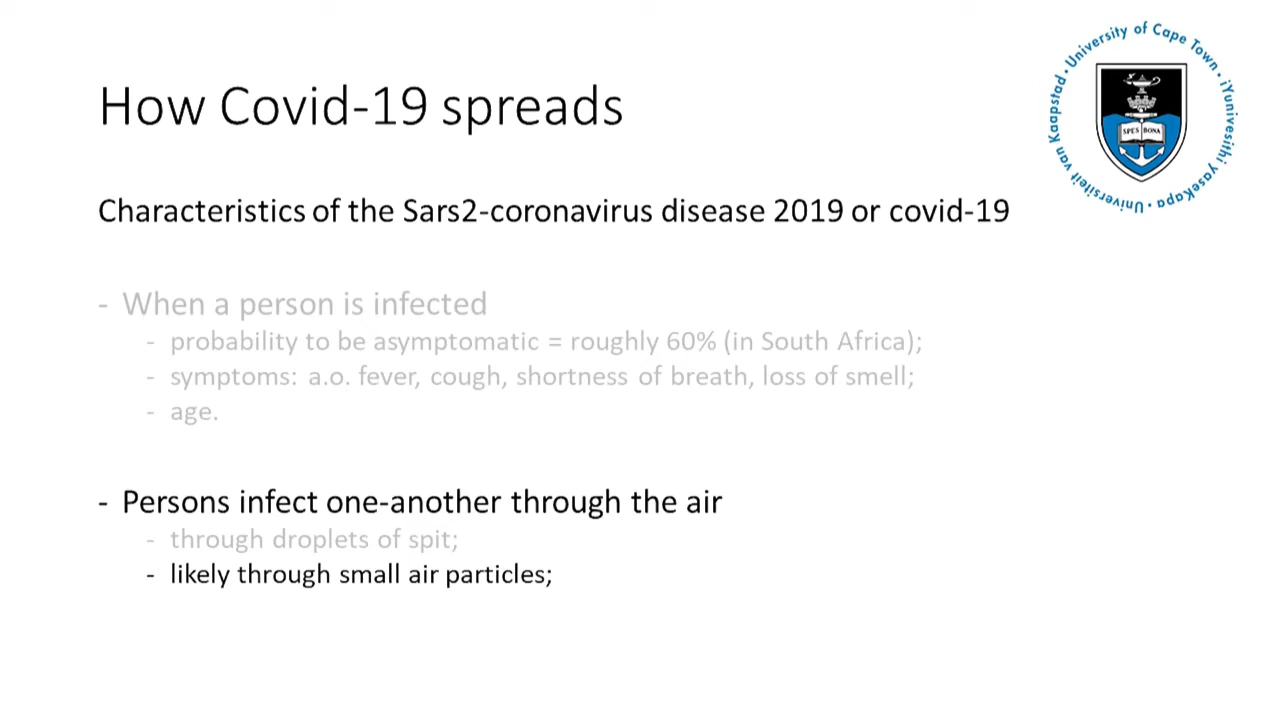 How Covid-19 spreads
University of Cape Town • iYunivesithi yaseKapa • Universiteit van Kaapstad •
SPES BONA
Characteristics of the Sars2-coronavirus disease 2019 or covid-19
- When a person is infected
- probability to be asymptomatic = roughly 60% (in South Africa);
- symptoms: a.o. fever, cough, shortness of breath, loss of smell;
- age.
- Persons infect one-another through the air
- through droplets of spit;
- likely through small air particles;